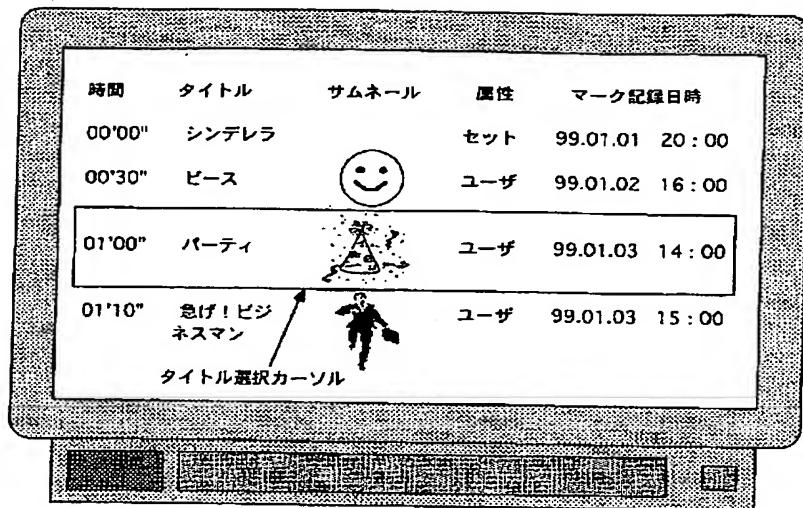 時間 タイトル サムネール 属性 マーク記録日時
00'00" シンデレラ セット 99.01.01 20:00
00'30" ピース ユーザ 99.01.02 16:00
01'00" パーティ ユーザ 99.01.03 14:00
01'10" 急げ!ビジ ユーザ 99.01.03 15:00
ネスマン
タイトル選択カーソル